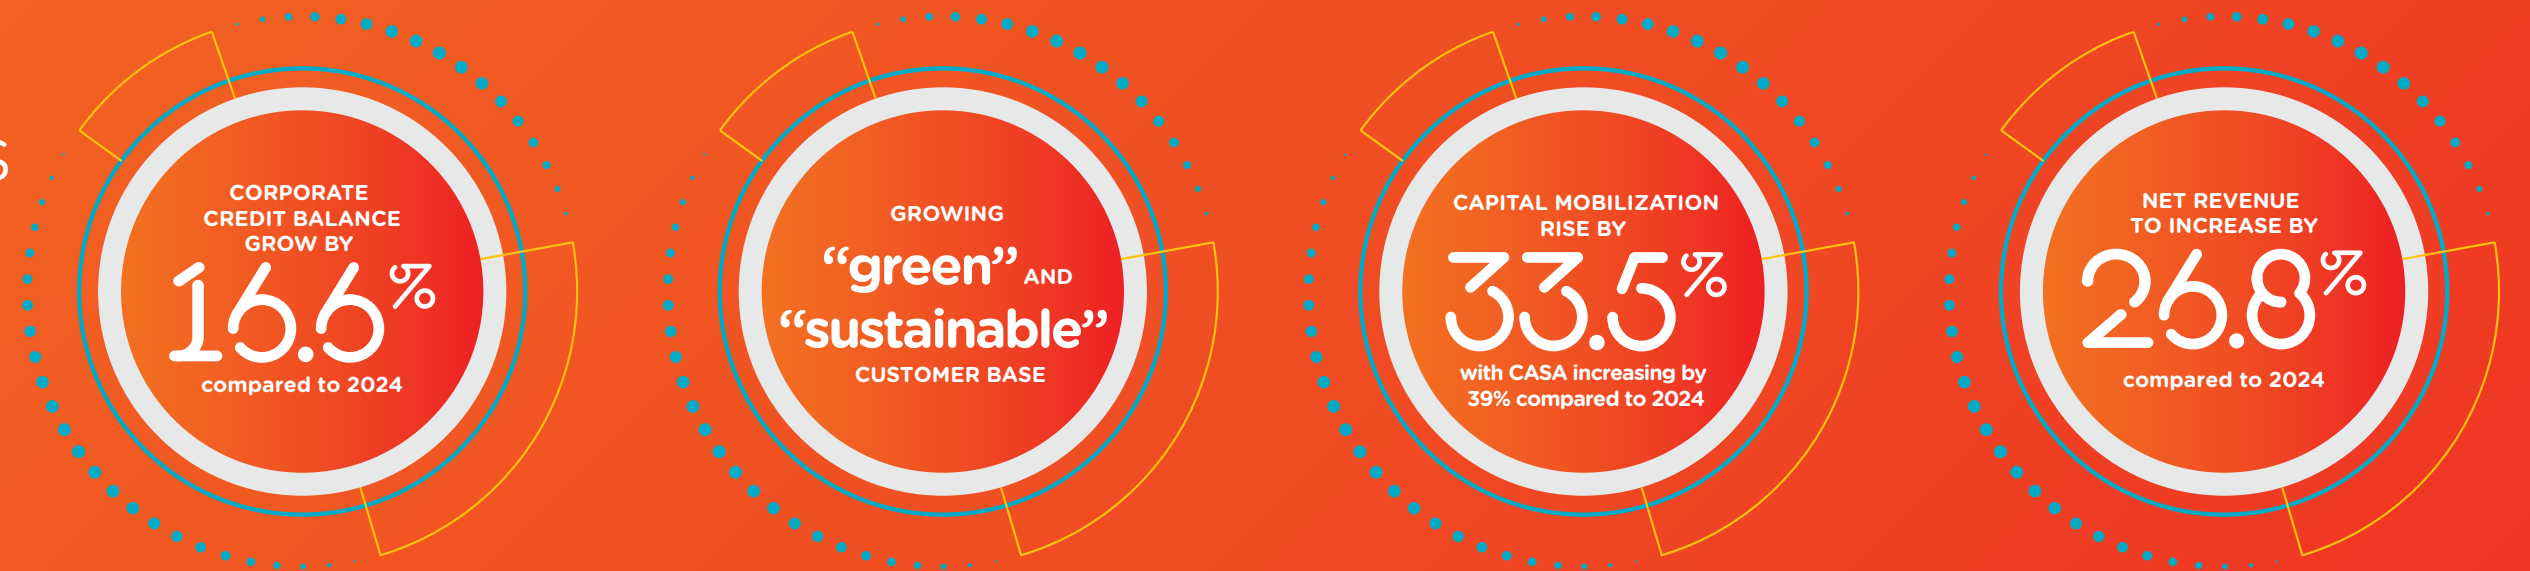 CORPORATE
CREDIT BALANCE
GROW BY
16.6%
compared to 2024
GROWING
“green” AND
“sustainable”
CUSTOMER BASE
CAPITAL MOBILIZATION
RISE BY
33.5%
with CASA increasing by
39% compared to 2024
NET REVENUE
TO INCREASE BY
26.8%
compared to 2024